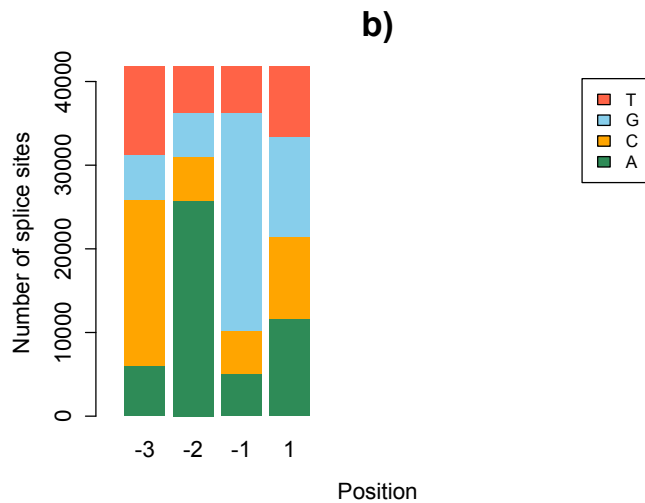 b)
T
G
C
A
Number of splice sites
40000
30000
20000
10000
0
-3 -2 -1 1
Position